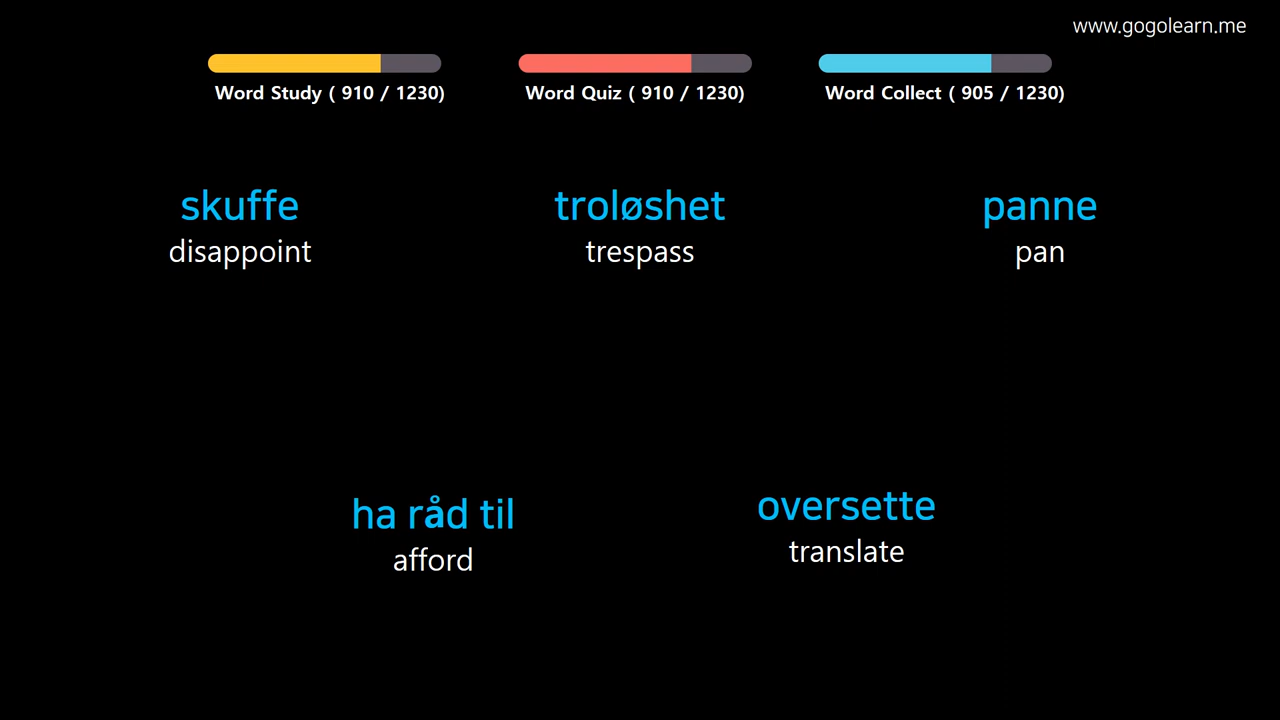 www.gogolearn.me
Word Study ( 910 / 1230)
Word Quiz ( 910 / 1230)
Word Collect ( 905 / 1230)
skuffe
disappoint
troløshet
trespass
panne
pan
ha råd til
afford
oversette
translate